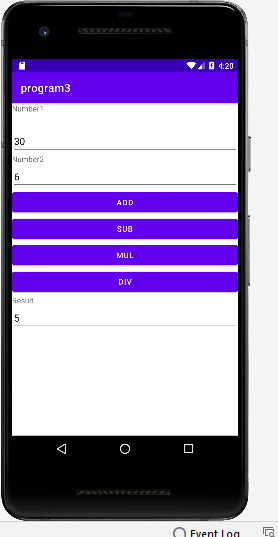 4:20
program3
Number1
30
Number2
6
ADD
SUB
MUL
DIV
Result
5
Event Log